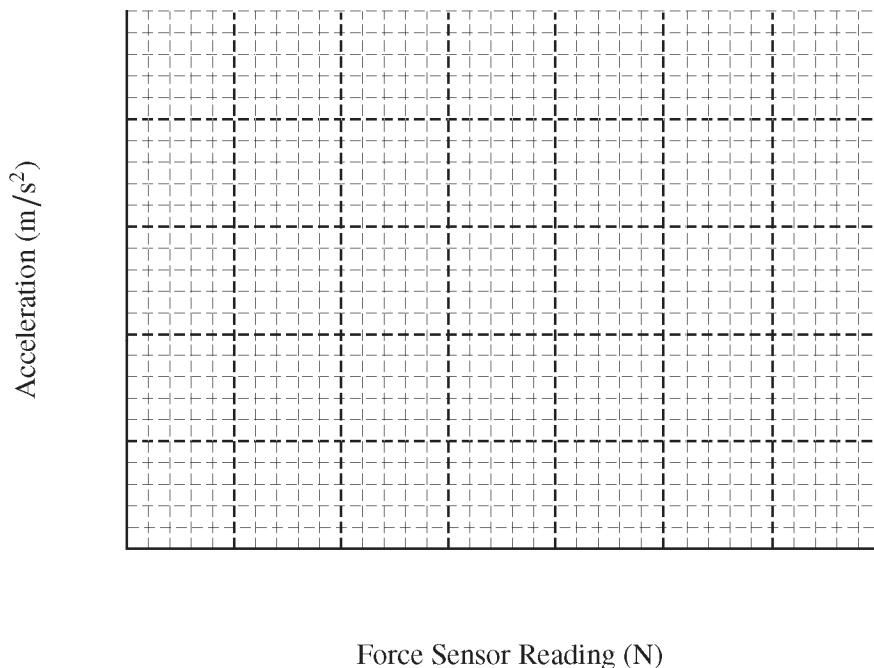 Acceleration (m/s²)
Force Sensor Reading (N)